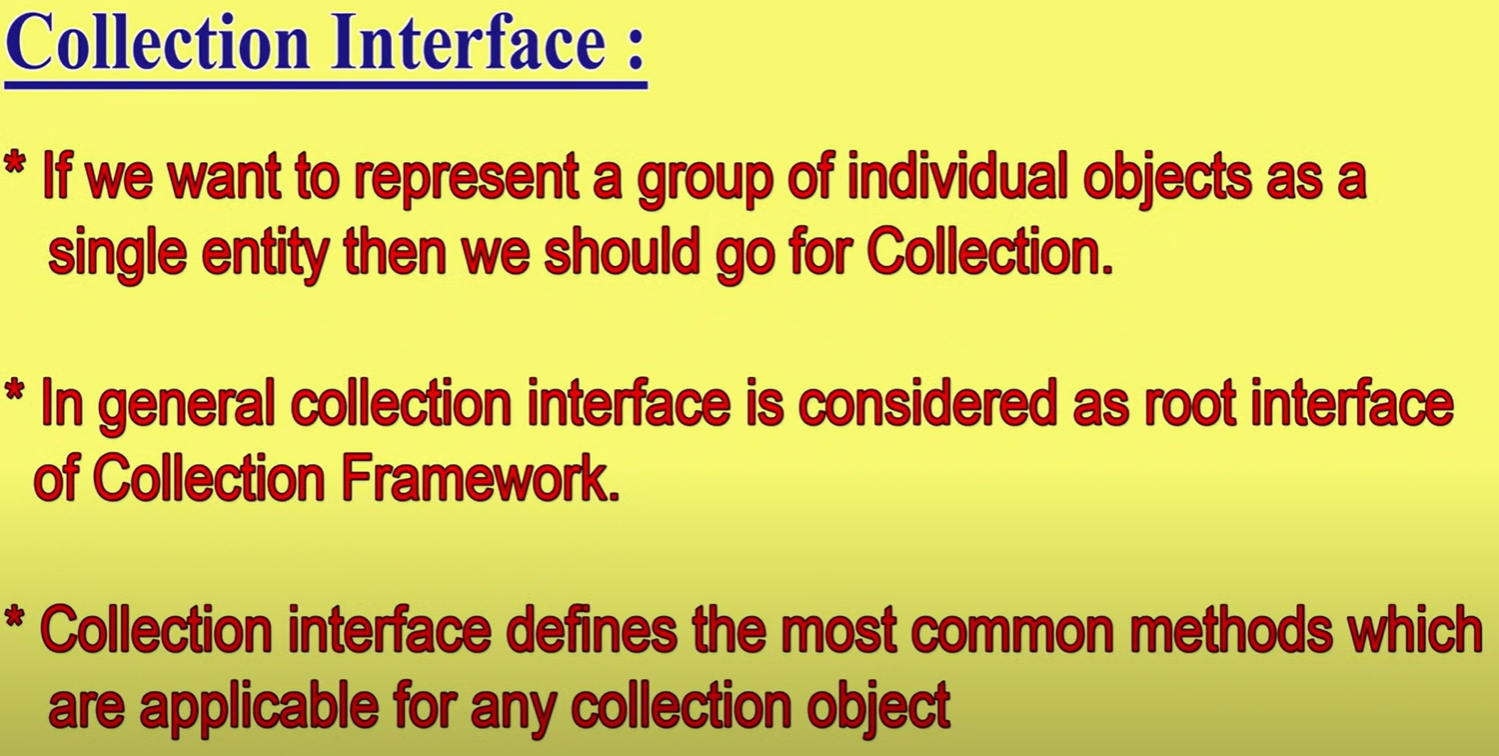 Collection Interface :
* If we want to represent a group of individual objects as a
single entity then we should go for Collection.
* In general collection interface is considered as root interface
of Collection Framework.
* Collection interface defines the most common methods which
are applicable for any collection object